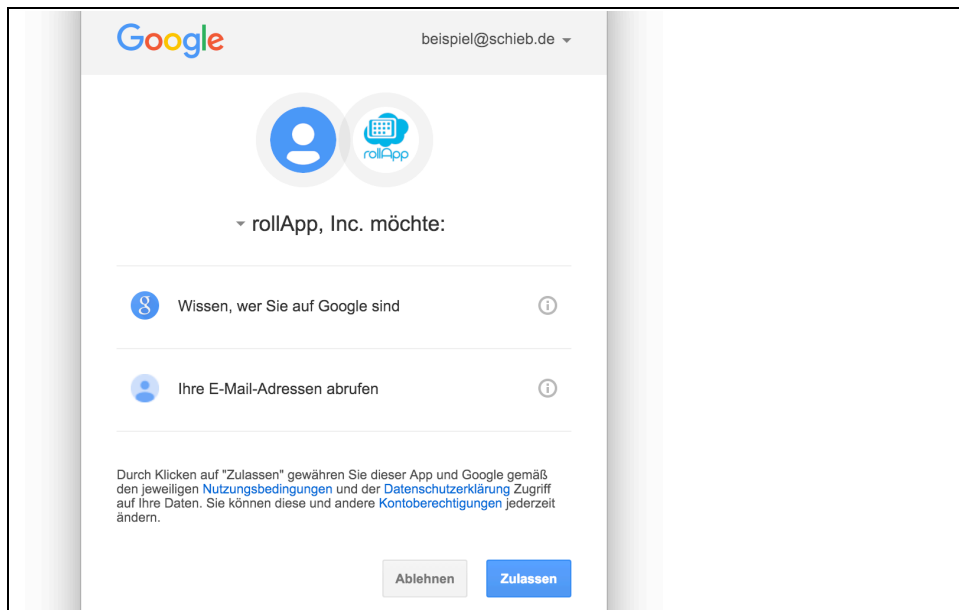 Google
beispiel@schieb.de
rollApp
rollApp, Inc. möchte:
8
Wissen, wer Sie auf Google sind
i
Ihre E-Mail-Adressen abrufen
i
Durch Klicken auf "Zulassen" gewähren Sie dieser App und Google gemäß
den jeweiligen Nutzungsbedingungen und der Datenschutzerklärung Zugriff
auf Ihre Daten. Sie können diese und andere Kontoberechtigungen jederzeit
ändern.
Ablehnen
Zulassen